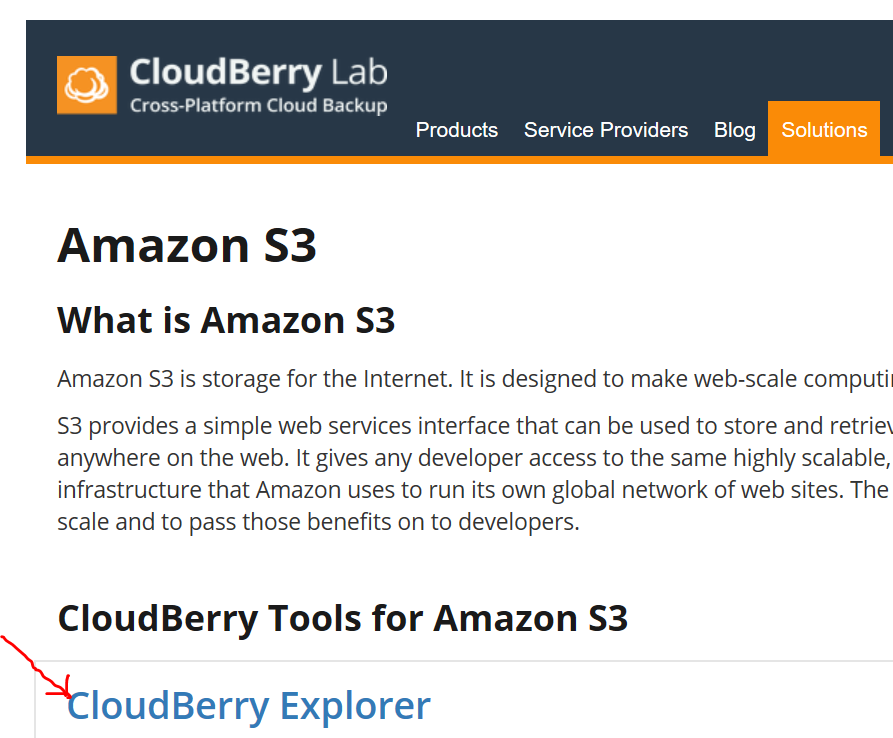 CloudBerry Lab
Cross-Platform Cloud Backup
Products Service Providers Blog Solutions
Amazon S3
What is Amazon S3
Amazon S3 is storage for the Internet. It is designed to make web-scale
S3 provides a simple web services interface that can be used to store and
anywhere on the web. It gives any developer access to the same highly scalable,
infrastructure that Amazon uses to run its own global network of web sites. The
scale and to pass those benefits on to developers.
CloudBerry Tools for Amazon S3
CloudBerry Explorer